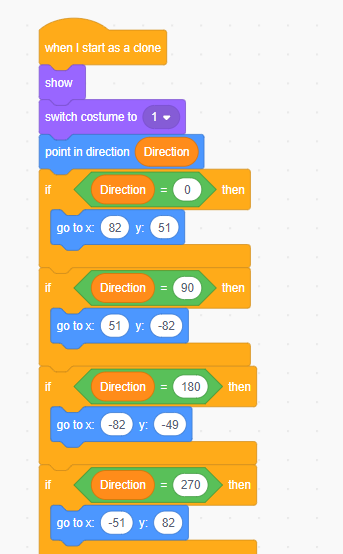 when I start as a clone
show
switch costume to 1
point in direction Direction
if Direction = 0 then
go to x: 82 y: 51
if Direction = 90 then
go to x: 51 y: -82
if Direction = 180 then
go to x: -82 y: -49
if Direction = 270 then
go to x: -51 y: 82